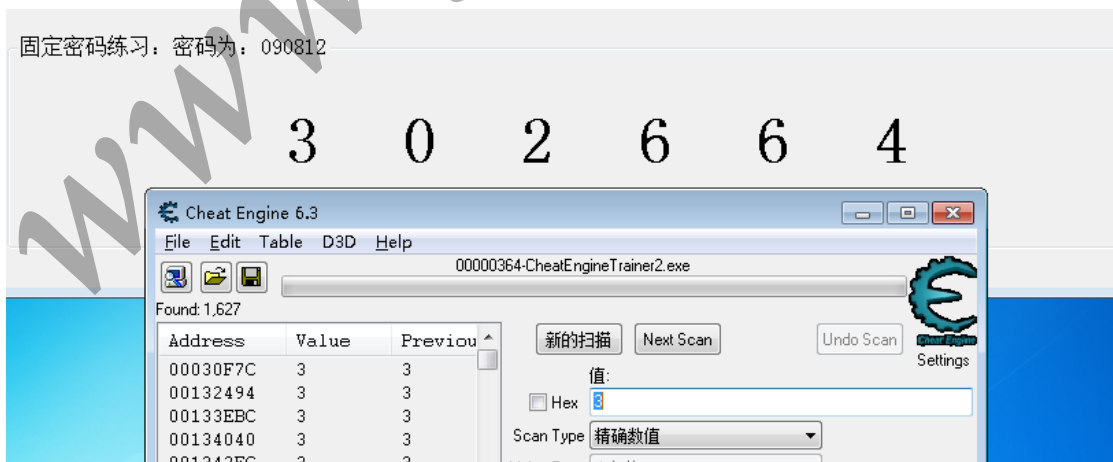 固定密码练习：密码为：090812
3 0 2 6 6 4
Cheat Engine 6.3
File Edit Table D3D Help
00000364-CheatEngineTrainer2.exe
Found: 1,627
Address Value Previou
新的扫描 Next Scan Undo Scan
Cheat Engine
Settings
00030F7C 3 3
值:
00132494 3 3
Hex 3
00133EBC 3 3
00134040 3 3
Scan Type 精确数值